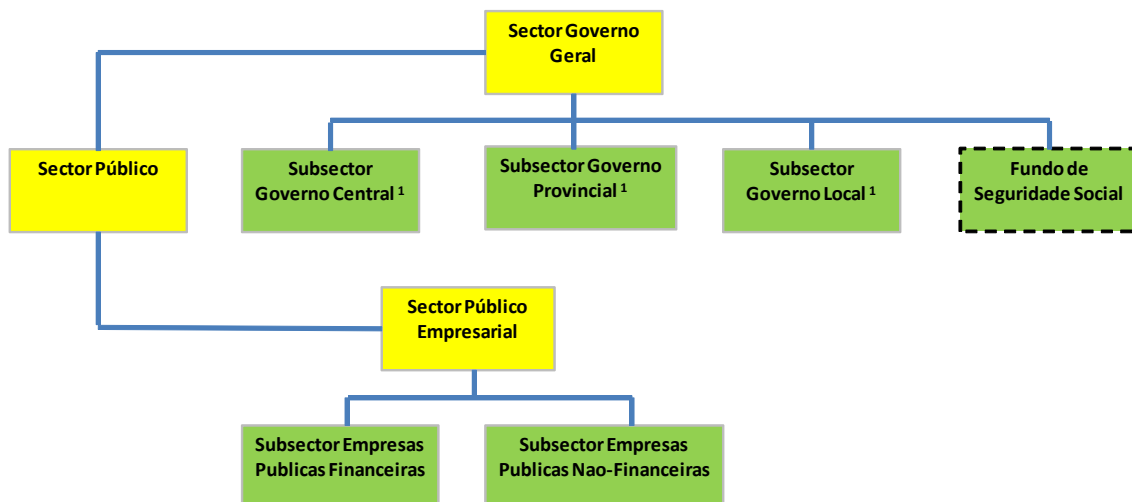 Sector Governo
Geral
Sector Público
Subsector
Governo Central ¹
Subsector Governo
Provincial ¹
Subsector
Governo Local ¹
Fundo de
Seguridade Social
Sector Público
Empresarial
Subsector Empresas
Publicas Financeiras
Subsector Empresas
Publicas Nao-Financeiras